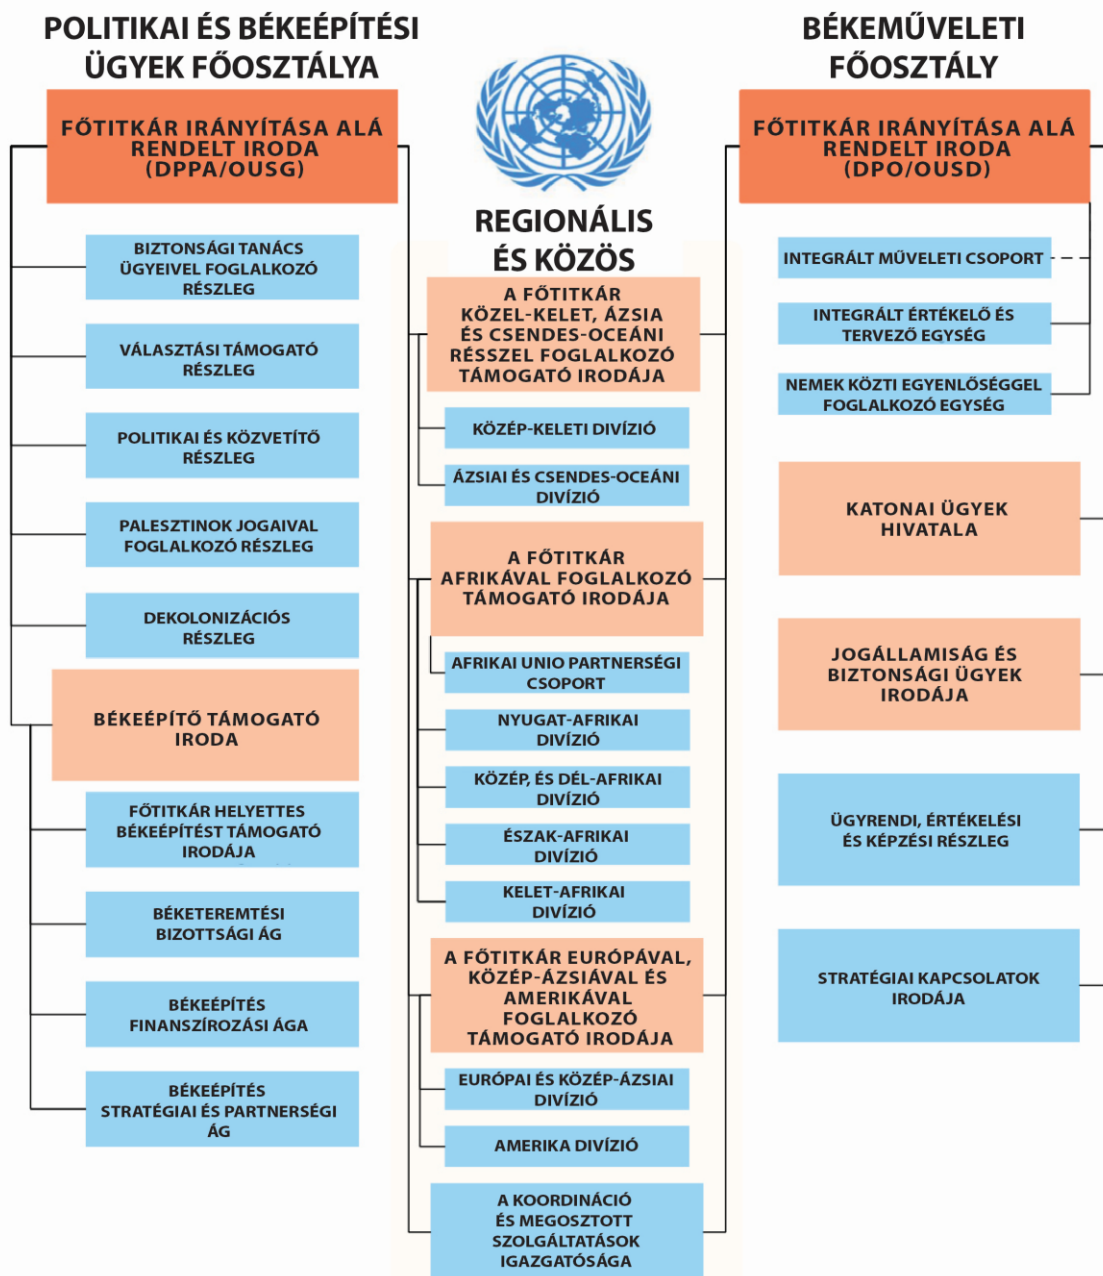 POLITIKAI ÉS BÉKEÉPÍTÉSI
ÜGYEK FŐOSZTÁLYA
FŐTITKÁR IRÁNYÍTÁSA ALÁ
RENDELT IRODA
(DPPA/OUSG)
BIZTONSÁGI TANÁCS
ÜGYEIVEL FOGLALKOZÓ
RÉSZLEG
VÁLASZTÁSI TÁMOGATÓ
RÉSZLEG
POLITIKAI ÉS KÖZVETÍTŐ
RÉSZLEG
PALESZTINOK JOGAIVAL
FOGLALKOZÓ RÉSZLEG
DEKOLONIZÁCIÓS
RÉSZLEG
BÉKEÉPÍTŐ TÁMOGATÓ
IRODA
FŐTITKÁR HELYETTES
BÉKEÉPÍTÉST TÁMOGATÓ
IRODÁJA
BÉKETEREMTÉSI
BIZOTTSÁGI ÁG
BÉKEÉPÍTÉS
FINANSZÍROZÁSI ÁGA
BÉKEÉPÍTÉS
STRATÉGIAI ÉS PARTNERSÉGI
ÁG
REGIONÁLIS
ÉS KÖZÖS
A FŐTITKÁR
KÖZEL-KELET, ÁZSIA
ÉS CSENDES-OCEÁNI
RÉSSZEL FOGLALKOZÓ
TÁMOGATÓ IRODÁJA
KÖZÉP-KELETI DIVÍZIÓ
ÁZSIAI ÉS CSENDES-OCEÁNI
DIVÍZIÓ
A FŐTITKÁR
AFRIKÁVAL FOGLALKOZÓ
TÁMOGATÓ IRODÁJA
AFRIKAI UNIO PARTNERSÉGI
CSOPORT
NYUGAT-AFRIKAI
DIVÍZIÓ
KÖZÉP, ÉS DÉL-AFRIKAI
DIVÍZIÓ
ÉSZAK-AFRIKAI
DIVÍZIÓ
KELET-AFRIKAI
DIVÍZIÓ
A FŐTITKÁR EURÓPÁVAL,
KÖZÉP-ÁZSIÁVAL ÉS
AMERIKÁVAL
FOGLALKOZÓ
TÁMOGATÓ IRODÁJA
EURÓPAI ÉS KÖZÉP-ÁZSIAI
DIVÍZIÓ
AMERIKA DIVÍZIÓ
A KOORDINÁCIÓ
ÉS MEGOSZTOTT
SZOLGÁLTATÁSOK
IGAZGATÓSÁGA
BÉKEMŰVELETI
FŐOSZTÁLY
FŐTITKÁR IRÁNYÍTÁSA ALÁ
RENDELT IRODA
(DPO/OUSD)
INTEGRÁLT MŰVELETI CSOPORT
INTEGRÁLT ÉRTÉKELŐ ÉS
TERVEZŐ EGYSÉG
NEMEK KÖZTI EGYENLŐSÉGGEL
FOGLALKOZÓ EGYSÉG
KATONAI ÜGYEK
HIVATALA
JOGÁLLAMISÁG ÉS
BIZTONSÁGI ÜGYEK
IRODÁJA
ÜGYRENDI, ÉRTÉKELÉSI
ÉS KÉPZÉSI RÉSZLEG
STRATÉGIAI KAPCSOLATOK
IRODÁJA